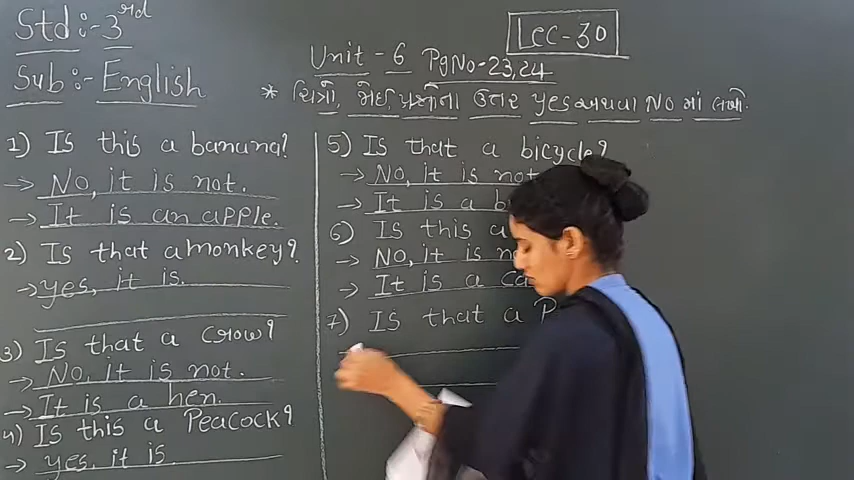 Std:- 3rd
Sub:- English
Lec-30
Unit - 6 PgNo-23,24
* ચિત્રો, જોઈ પ્રશ્નોના ઉત્તર yes અથવા No માં લખો.
1) Is this a banana?
→ No, it is not.
→ It is an apple.
2) Is that a monkey?
→ yes, it is.
3) Is that a crow?
→ No, it is not.
→ It is a hen.
4) Is this a Peacock?
→ yes, it is.
5) Is that a bicycle?
→ No, it is not
→ It is a b
6) Is this a
→ No, it is no
→ It is a ca
7) Is that a P